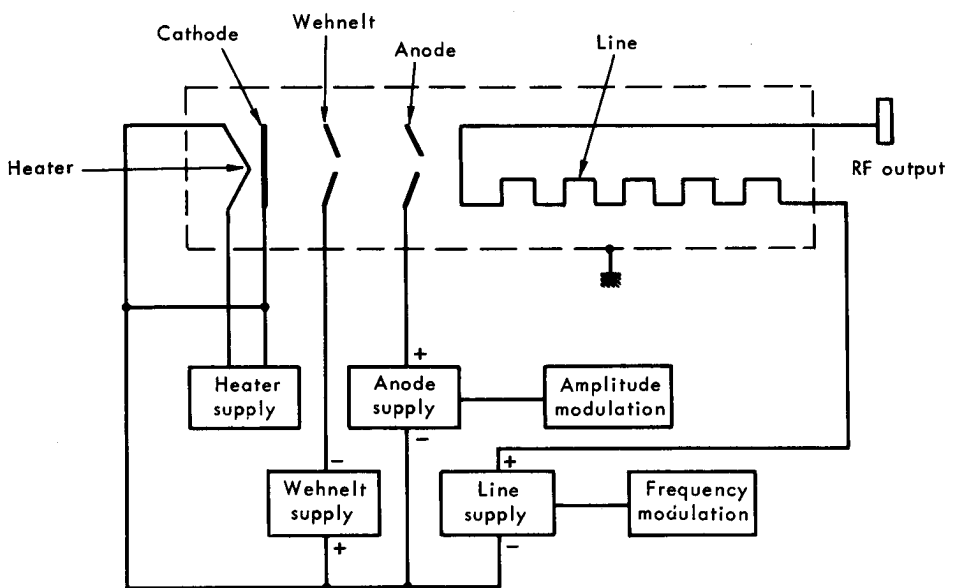 Wehnelt
Cathode
Anode
Line
Heater
RF output
+
Heater
supply
Anode
supply
Amplitude
modulation
−
−
+
Wehnelt
supply
Line
supply
Frequency
modulation
+
−